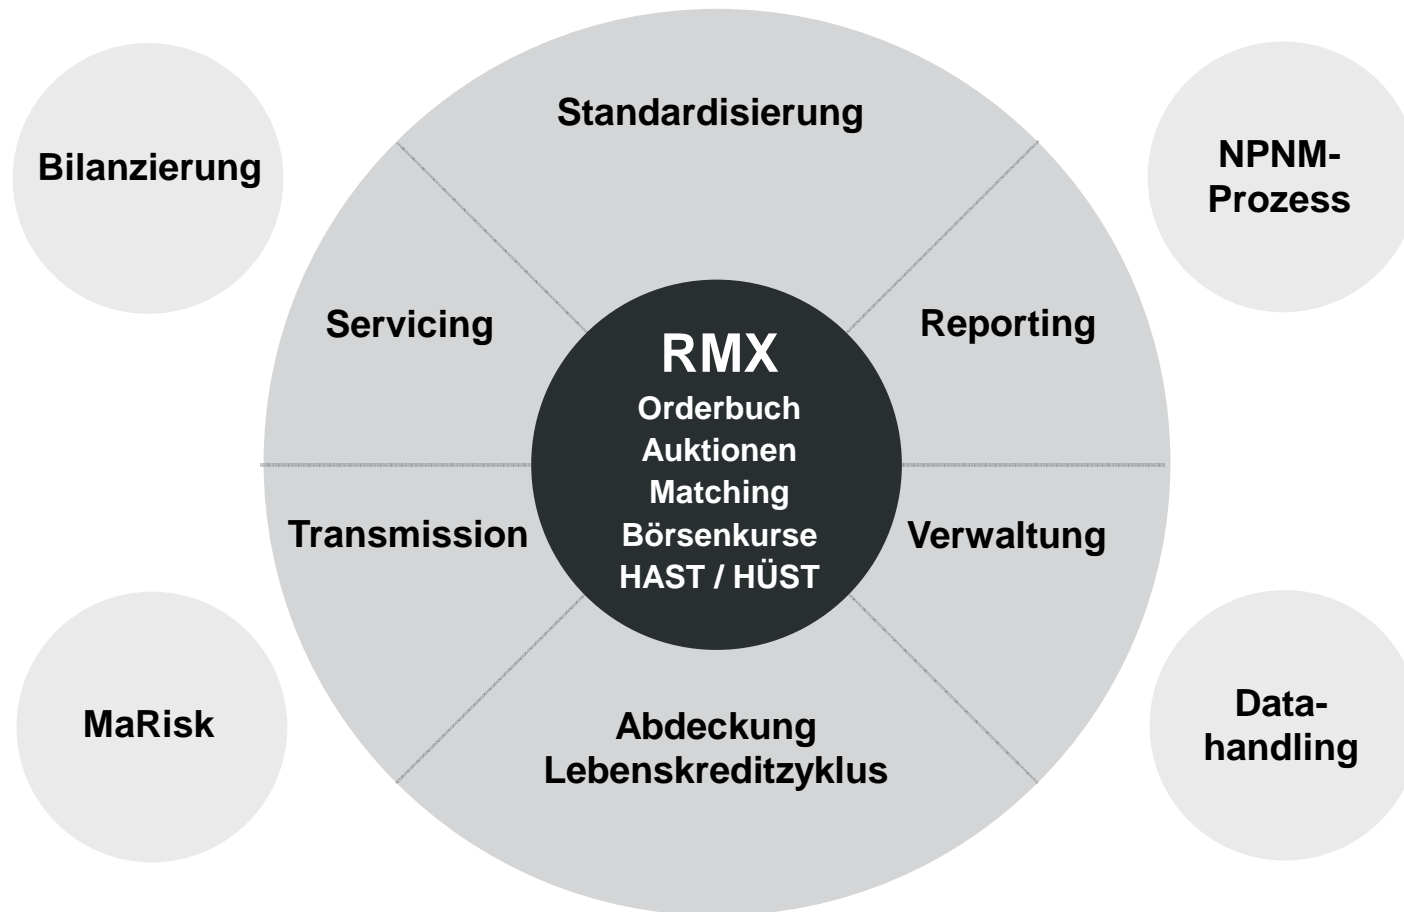 Standardisierung
Bilanzierung
NPNM-
Prozess
Servicing
Reporting
RMX
Orderbuch
Auktionen
Matching
Börsenkurse
HAST / HÜST
Transmission
Verwaltung
MaRisk
Abdeckung
Lebenskreditzyklus
Data-
handling